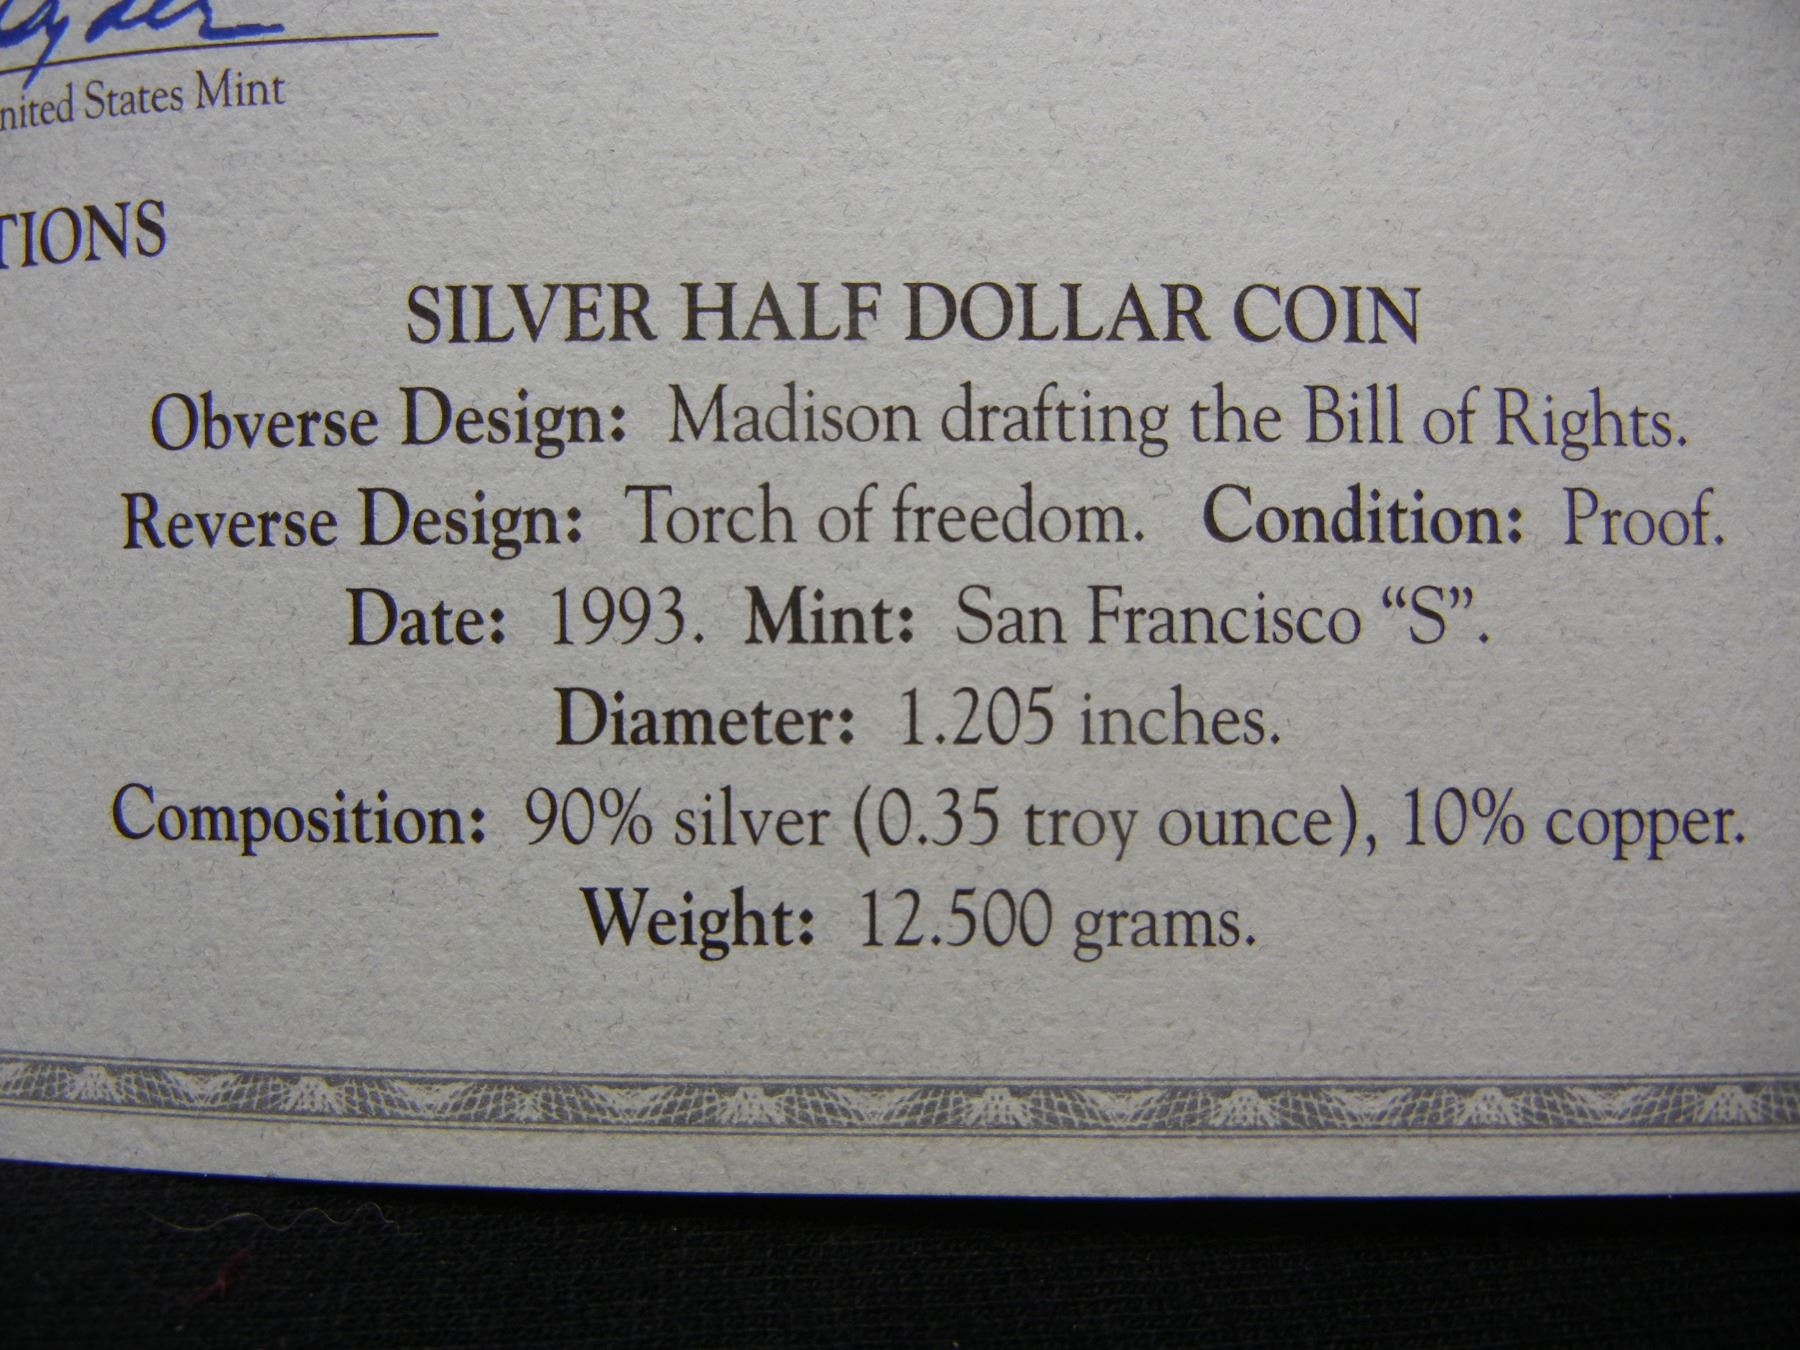 United States Mint
TIONS
SILVER HALF DOLLAR COIN
Obverse Design: Madison drafting the Bill of Rights.
Reverse Design: Torch of freedom. Condition: Proof.
Date: 1993. Mint: San Francisco “S”.
Diameter: 1.205 inches.
Composition: 90% silver (0.35 troy ounce), 10% copper.
Weight: 12.500 grams.